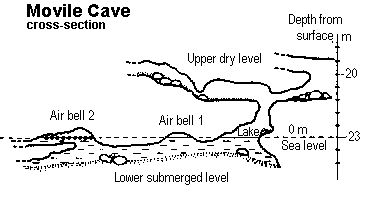 Movile Cave
cross-section
Depth from
surface
m
Upper dry level
20
Air bell 2
Air bell 1
Lake
0 m
23
Sea level
Lower submerged level